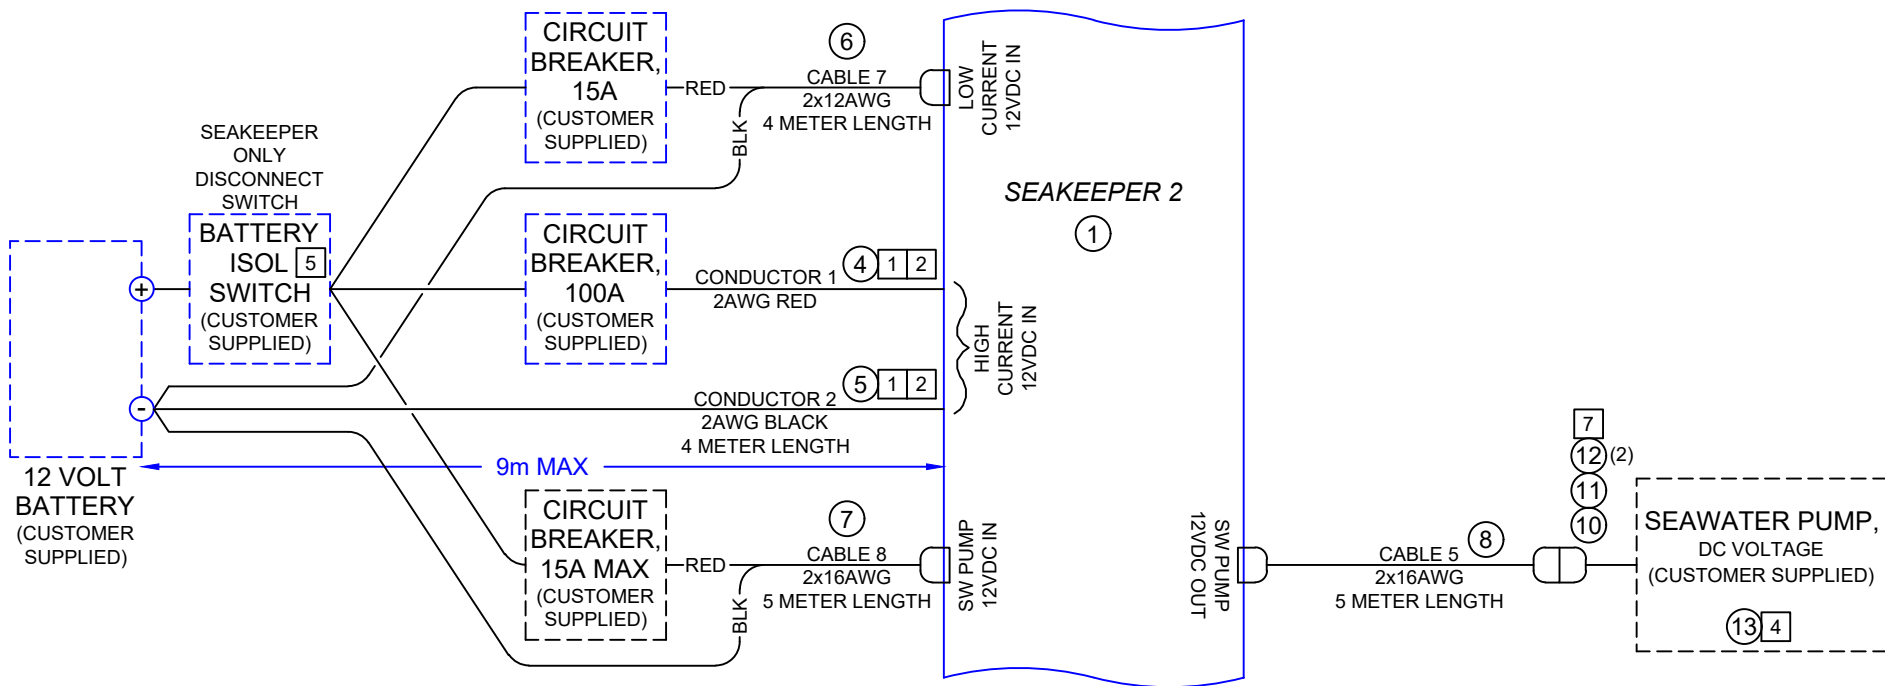 12 VOLT
BATTERY
(CUSTOMER
SUPPLIED)
+
-
SEAKEEPER
ONLY
DISCONNECT
SWITCH
BATTERY
ISOL 5
SWITCH
(CUSTOMER
SUPPLIED)
CIRCUIT
BREAKER,
15A
(CUSTOMER
SUPPLIED)
RED
BLK
6
CABLE 7
2x12AWG
4 METER LENGTH
LOW
CURRENT
12VDC IN
CIRCUIT
BREAKER,
100A
(CUSTOMER
SUPPLIED)
4 1 2
CONDUCTOR 1
2AWG RED
5 1 2
CONDUCTOR 2
2AWG BLACK
4 METER LENGTH
HIGH
CURRENT
12VDC IN
9m MAX
CIRCUIT
BREAKER,
15A MAX
(CUSTOMER
SUPPLIED)
RED
BLK
7
CABLE 8
2x16AWG
5 METER LENGTH
SW PUMP
12VDC IN
SEAKEEPER 2
1
SW PUMP
12VDC OUT
CABLE 5 8
2x16AWG
5 METER LENGTH
7
12 (2)
11
10
SEAWATER PUMP,
DC VOLTAGE
(CUSTOMER SUPPLIED)
13 4